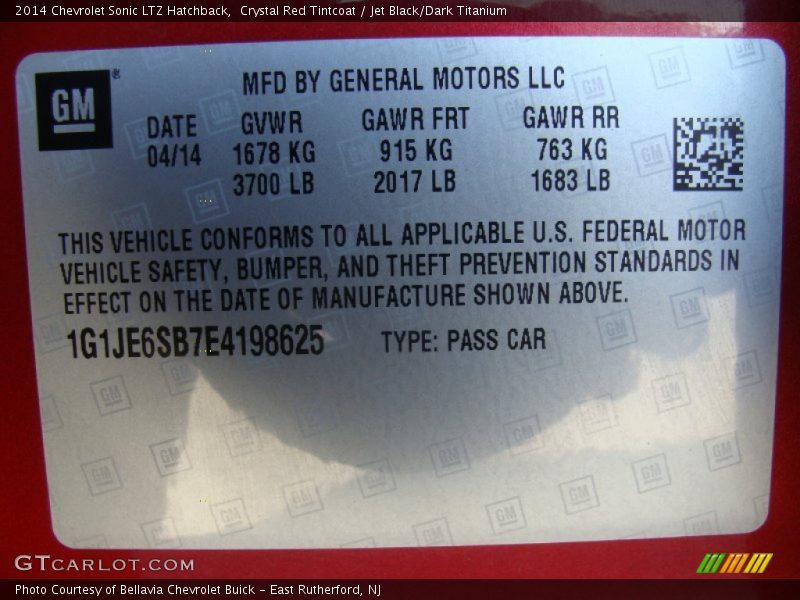 2014 Chevrolet Sonic LTZ Hatchback,  Crystal Red Tintcoat / Jet Black/Dark Titanium
GM ®
MFD BY GENERAL MOTORS LLC
DATE GVWR GAWR FRT GAWR RR
04/14 1678 KG 915 KG 763 KG
3700 LB 2017 LB 1683 LB
THIS VEHICLE CONFORMS TO ALL APPLICABLE U.S. FEDERAL MOTOR
VEHICLE SAFETY, BUMPER, AND THEFT PREVENTION STANDARDS IN
EFFECT ON THE DATE OF MANUFACTURE SHOWN ABOVE.
1G1JE6SB7E4198625 TYPE: PASS CAR
GTCARLOT.COM
Photo Courtesy of Bellavia Chevrolet Buick - East Rutherford, NJ